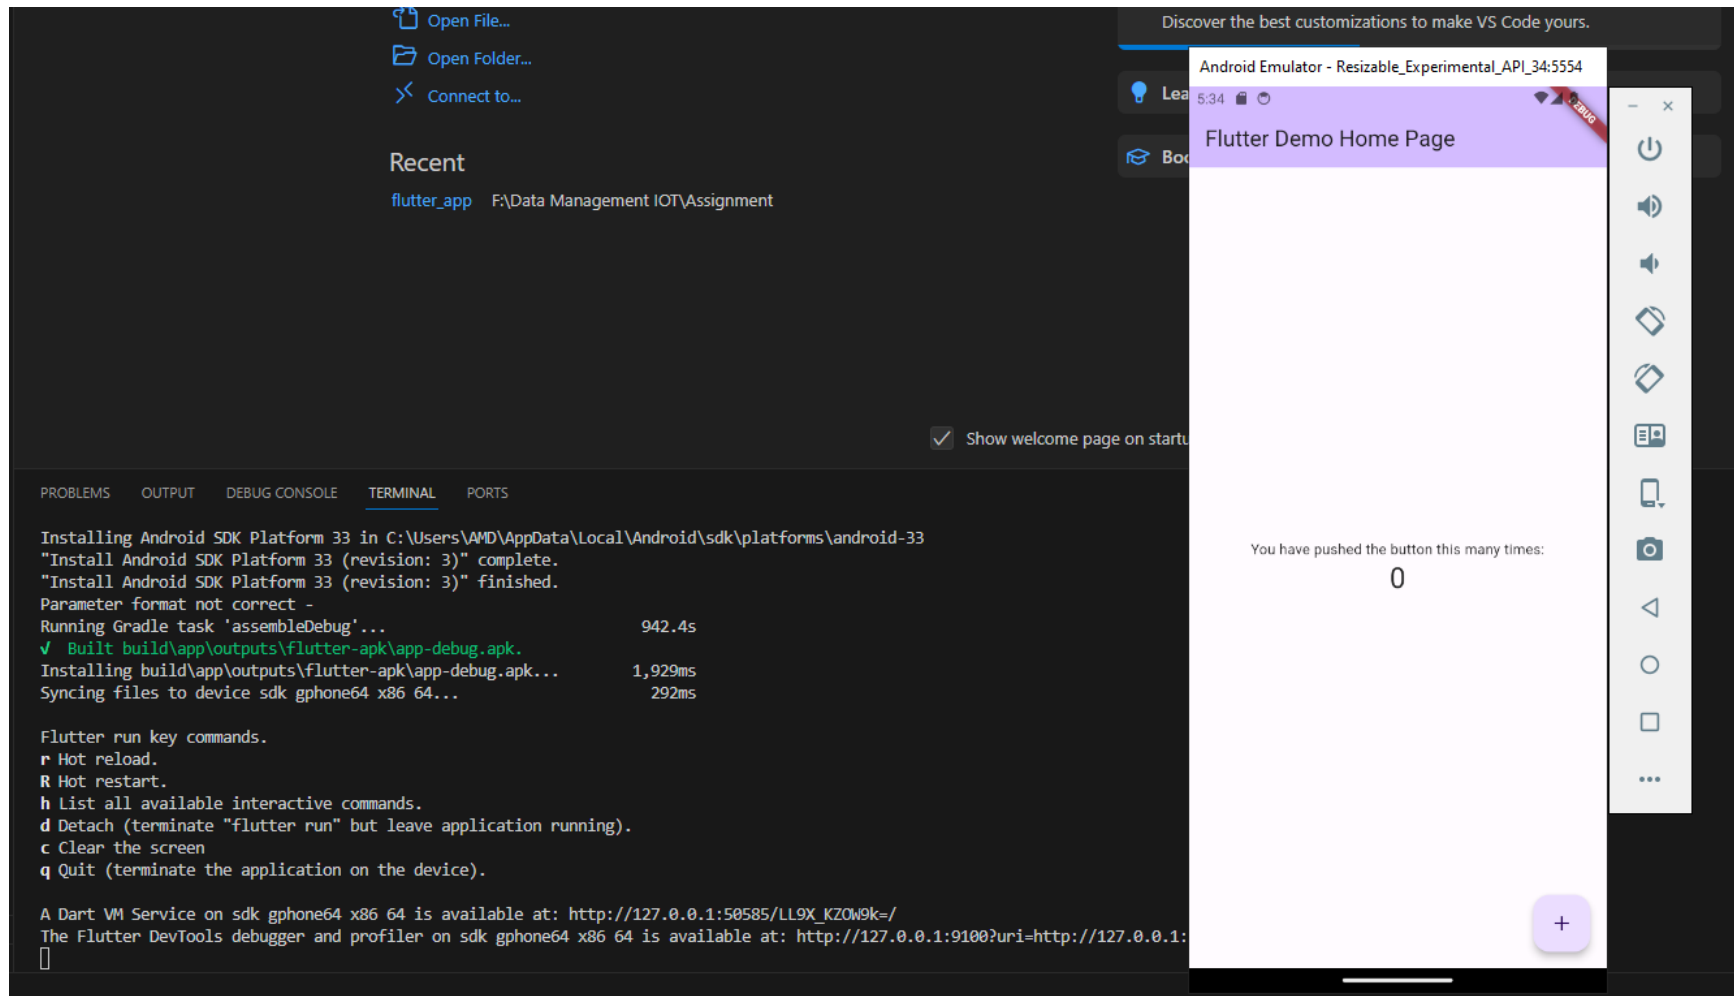 Open File...
Open Folder...
Connect to...
Recent
flutter_app F:\Data Management IOT\Assignment
Discover the best customizations to make VS Code yours.
Lea
Boo
Show welcome page on startu
PROBLEMS OUTPUT DEBUG CONSOLE TERMINAL PORTS
Installing Android SDK Platform 33 in C:\Users\AMD\AppData\Local\Android\sdk\platforms\android-33
"Install Android SDK Platform 33 (revision: 3)" complete.
"Install Android SDK Platform 33 (revision: 3)" finished.
Parameter format not correct -
Running Gradle task 'assembleDebug'... 942.4s
√ Built build\app\outputs\flutter-apk\app-debug.apk.
Installing build\app\outputs\flutter-apk\app-debug.apk... 1,929ms
Syncing files to device sdk gphone64 x86 64... 292ms
Flutter run key commands.
r Hot reload.
R Hot restart.
h List all available interactive commands.
d Detach (terminate "flutter run" but leave application running).
c Clear the screen
q Quit (terminate the application on the device).
A Dart VM Service on sdk gphone64 x86 64 is available at: http://127.0.0.1:50585/LL9X_KZOW9k=/
The Flutter DevTools debugger and profiler on sdk gphone64 x86 64 is available at: http://127.0.0.1:9100?uri=http://127.0.0.1:
Android Emulator - Resizable_Experimental_API_34:5554
5:34
EBUG
Flutter Demo Home Page
You have pushed the button this many times:
0
+